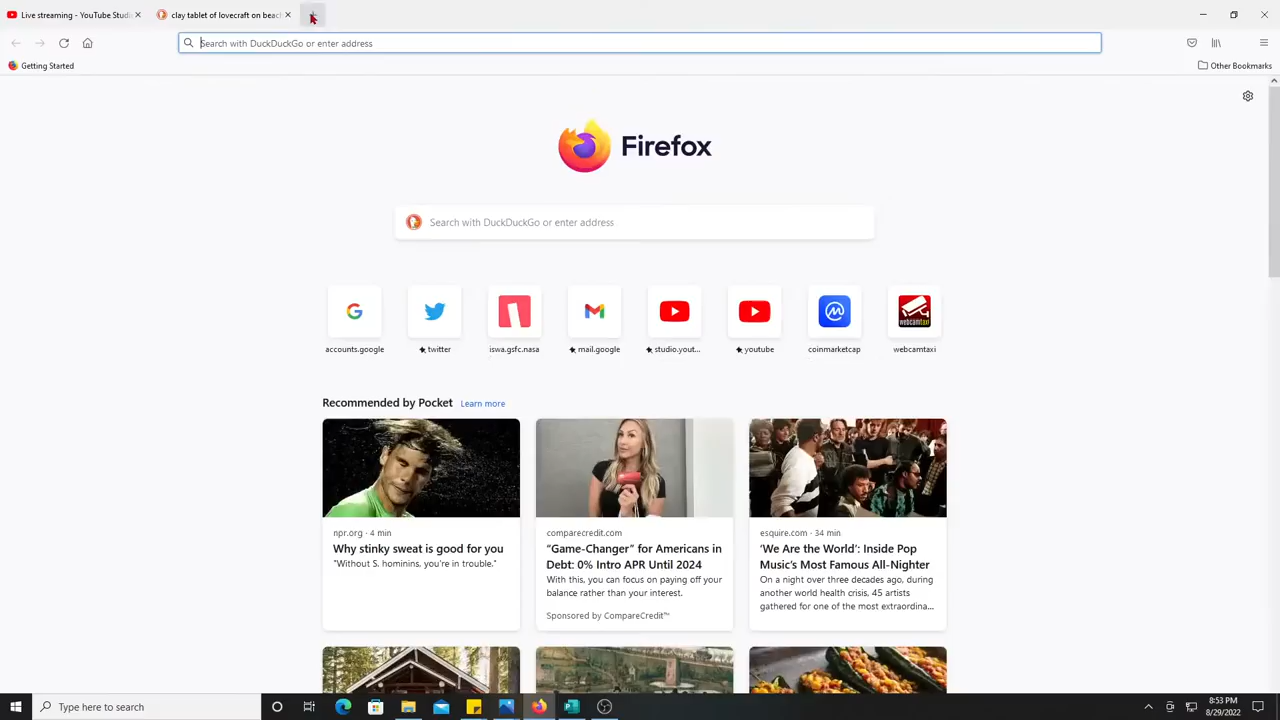 Live streaming - YouTube Studi
clay tablet of lovecraft on beac
Search with DuckDuckGo or enter address
Getting Started
Other Bookmarks
Firefox
Search with DuckDuckGo or enter address
accounts.google
twitter
iswa.gsfc.nasa
mail.google
studio.yout...
youtube
coinmarketcap
webcamtaxi
webcamtaxi
Recommended by Pocket Learn more
npr.org · 4 min
Why stinky sweat is good for you
"Without S. hominins, you're in trouble."
comparecredit.com
“Game-Changer” for Americans in
Debt: 0% Intro APR Until 2024
With this, you can focus on paying off your
balance rather than your interest.
Sponsored by CompareCredit™
esquire.com · 34 min
‘We Are the World’: Inside Pop
Music’s Most Famous All-Nighter
On a night over three decades ago, during
another world health crisis, 45 artists
gathered for one of the most extraordina...
Type here to search
8:53 PM
8/29/2022